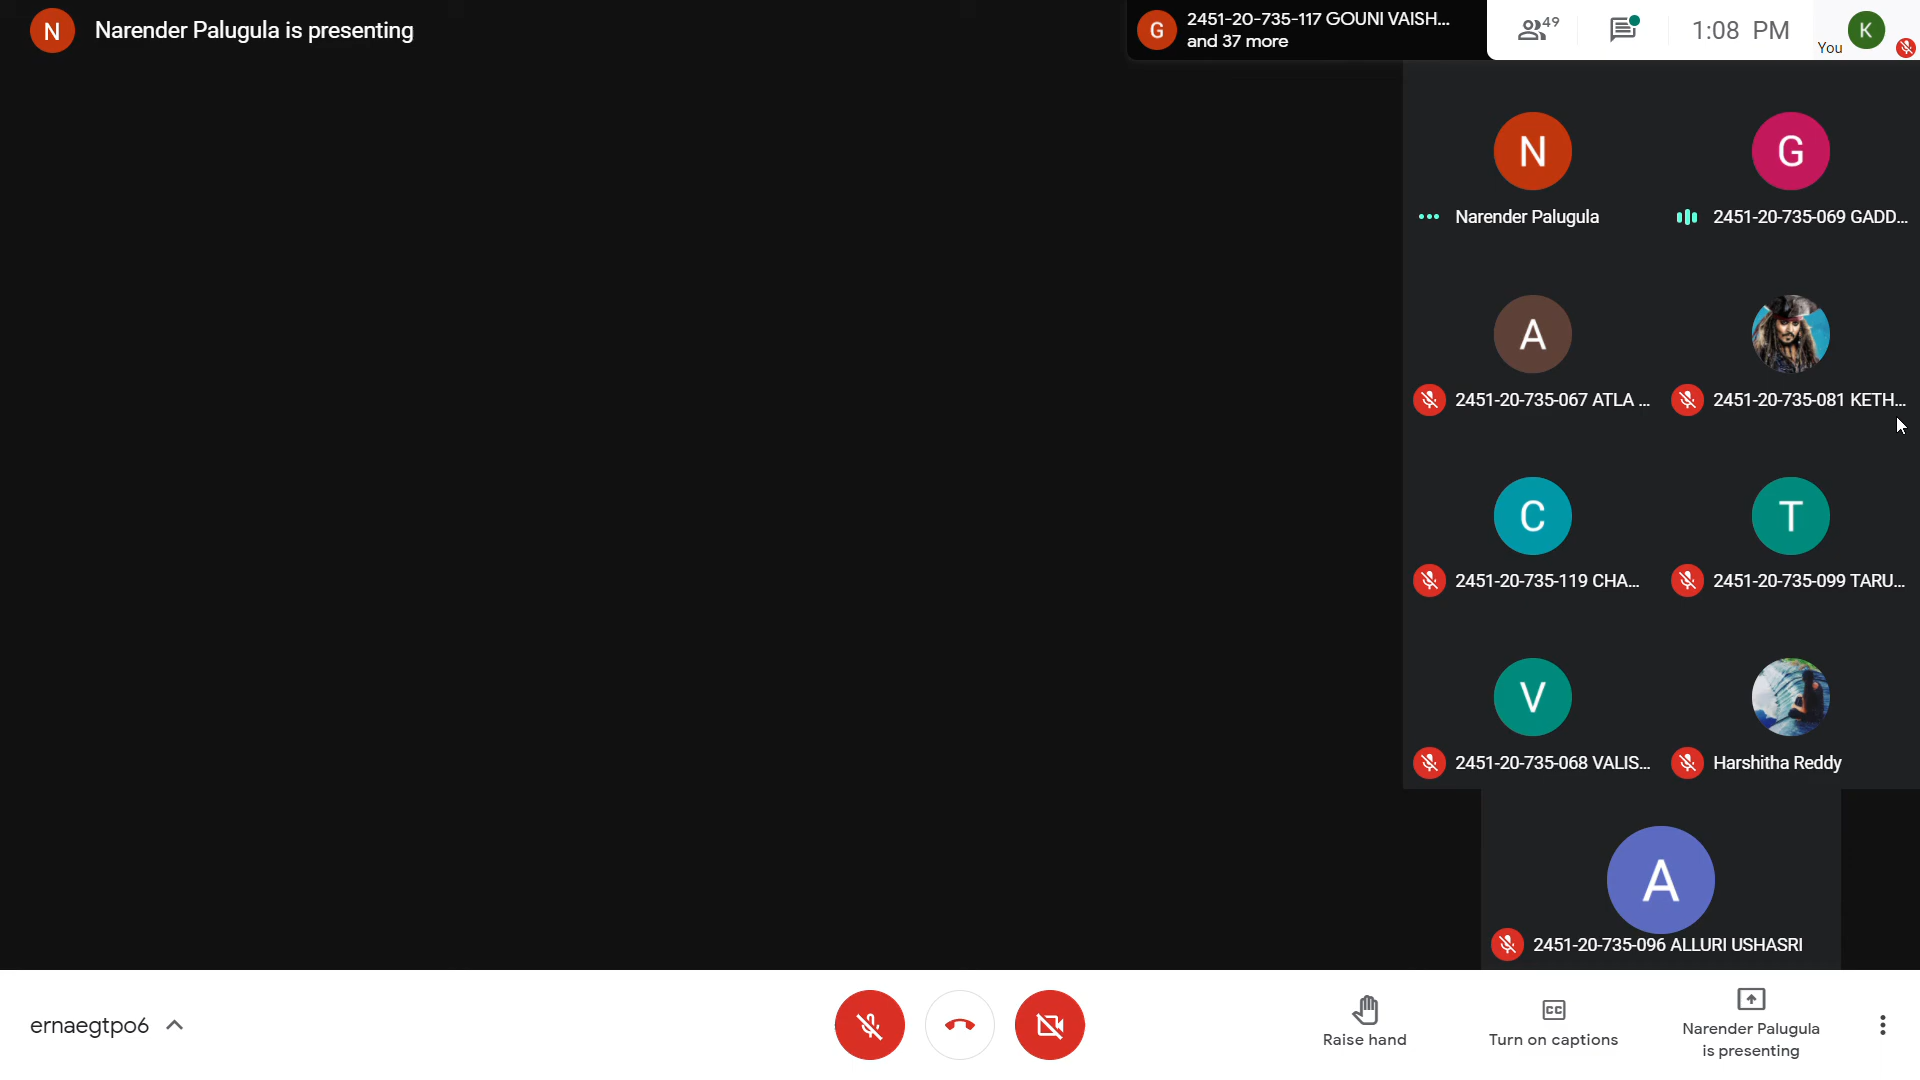 N Narender Palugula is presenting
G 2451-20-735-117 GOUNI VAISH...
and 37 more
49
1:08 PM
You K
N G
Narender Palugula 2451-20-735-069 GADD...
A
2451-20-735-067 ATLA ... 2451-20-735-081 KETH...
C T
2451-20-735-119 CHA... 2451-20-735-099 TARU...
V
2451-20-735-068 VALIS... Harshitha Reddy
A
2451-20-735-096 ALLURI USHASRI
ernaegtpo6
Raise hand
CC
Turn on captions
Narender Palugula
is presenting